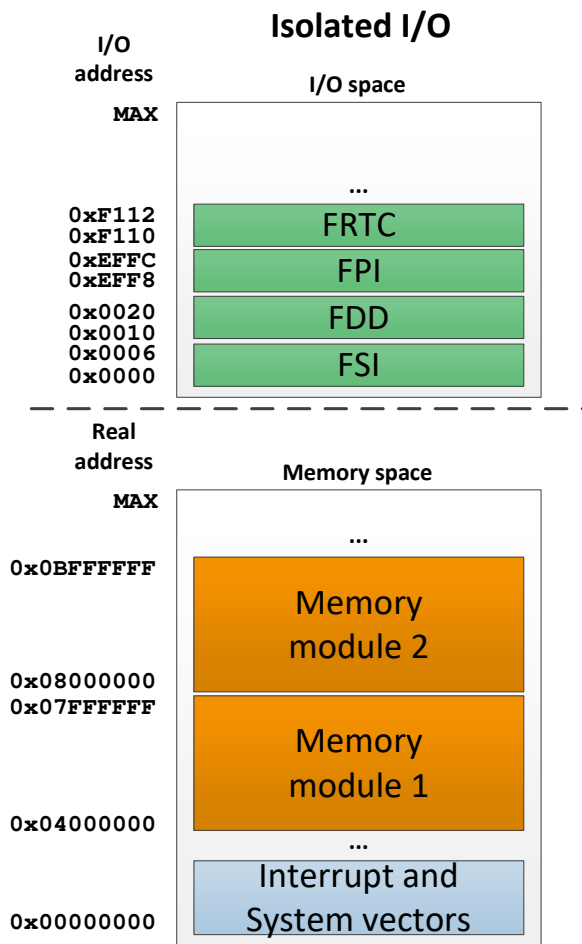 Isolated I/O
I/O
address
I/O space
MAX
...
0xF112
0xF110
FRTC
0xEFFC
0xEFF8
FPI
0x0020
0x0010
FDD
0x0006
0x0000
FSI
Real
address
Memory space
MAX
...
0x0BFFFFFF
Memory
module 2
0x08000000
0x07FFFFFF
Memory
module 1
0x04000000
...
Interrupt and
System vectors
0x00000000